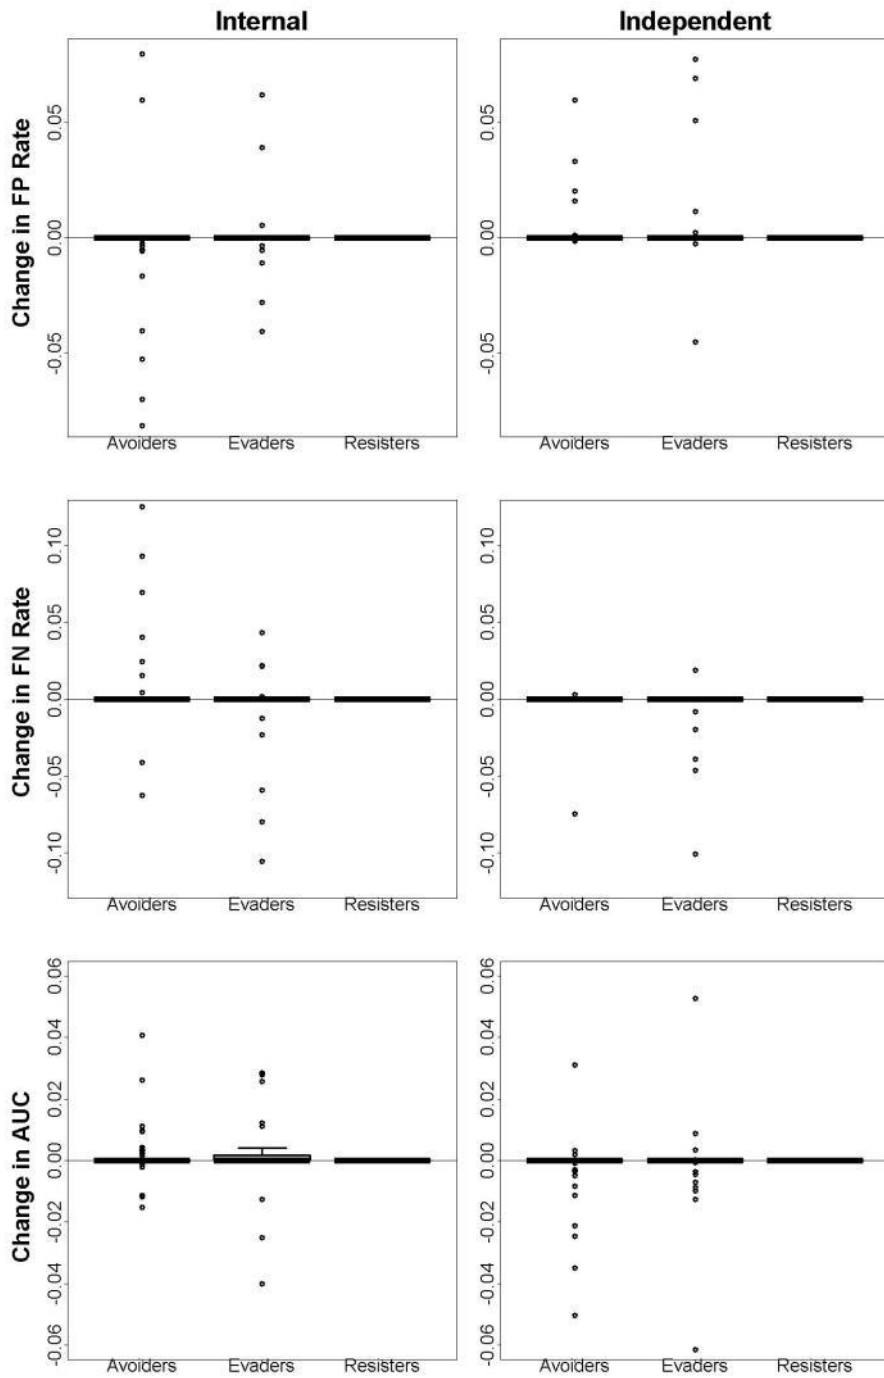 Internal Independent
Change in FP Rate
0.05 0.00 -0.05
Avoiders Evaders Resisters
0.05 0.00 -0.05
Avoiders Evaders Resisters
Change in FN Rate
0.10 0.05 0.00 -0.05 -0.10
Avoiders Evaders Resisters
0.10 0.05 0.00 -0.05 -0.10
Avoiders Evaders Resisters
Change in AUC
0.06 0.04 0.02 0.00 -0.02 -0.04 -0.06
Avoiders Evaders Resisters
0.06 0.04 0.02 0.00 -0.02 -0.04 -0.06
Avoiders Evaders Resisters